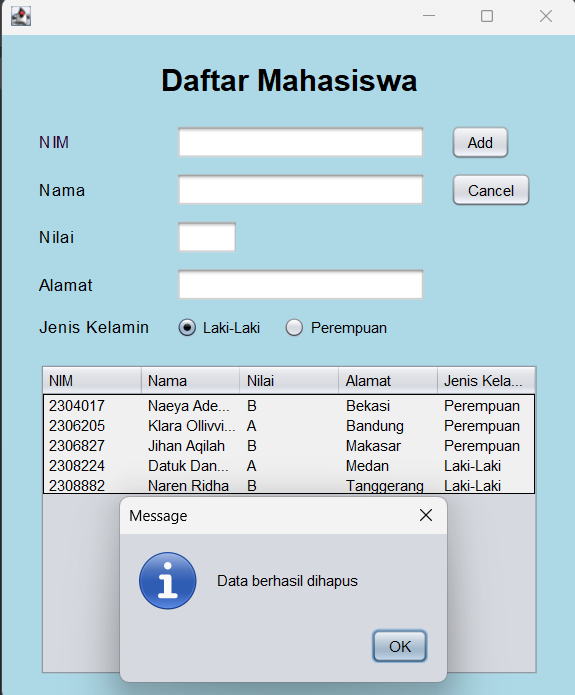 Daftar Mahasiswa
NIM Add
Nama Cancel
Nilai
Alamat
Jenis Kelamin Laki-Laki Perempuan
NIM Nama Nilai Alamat Jenis Kela...
2304017 Naeya Ade... B Bekasi Perempuan
2306205 Klara Ollivvi... A Bandung Perempuan
2306827 Jihan Aqilah B Makasar Perempuan
2308224 Datuk Dan... A Medan Laki-Laki
2308882 Naren Ridha B Tanggerang Laki-Laki
Message
Data berhasil dihapus
OK